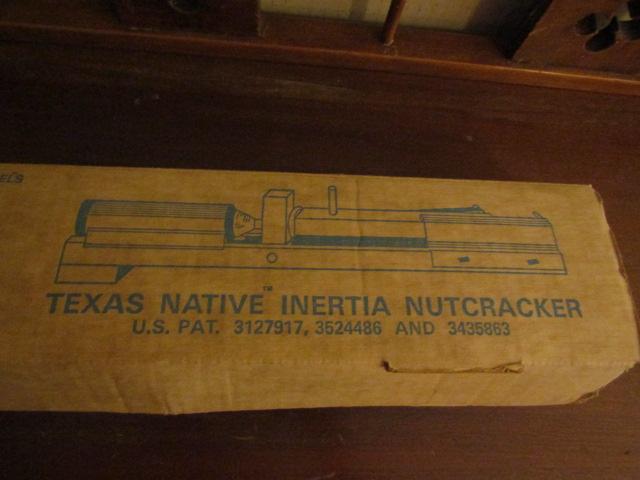 TEXAS NATIVE™ INERTIA NUTCRACKER
U.S. PAT. 3127917, 3524486 AND 3435863